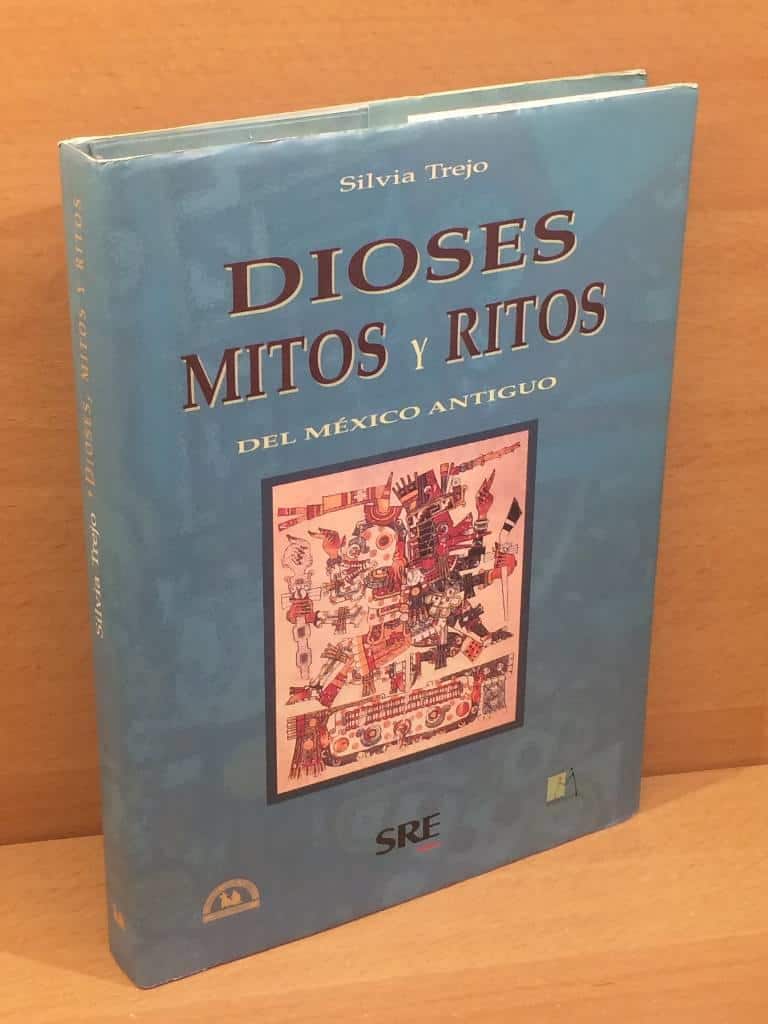 Silvia Trejo
DIOSES
MITOS Y RITOS
DEL MÉXICO ANTIGUO
SRE
Silvia Trejo • DIOSES, MITOS Y RITOS